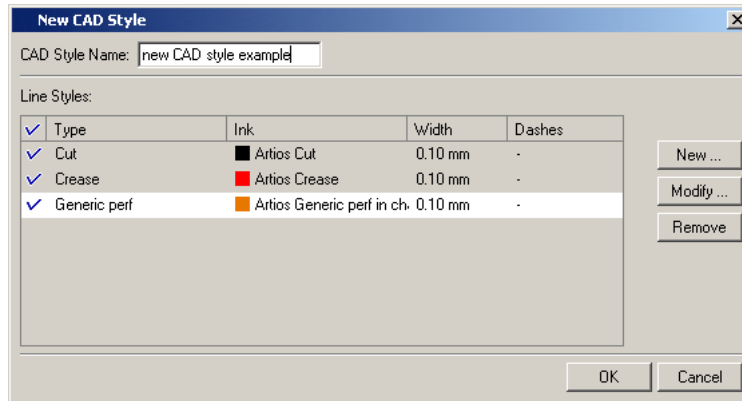 New CAD Style
CAD Style Name: new CAD style example
Line Styles:
Type Ink Width Dashes
Cut Artios Cut 0.10 mm -
Crease Artios Crease 0.10 mm -
Generic perf Artios Generic perf in ch. 0.10 mm -
New ...
Modify ...
Remove
OK Cancel